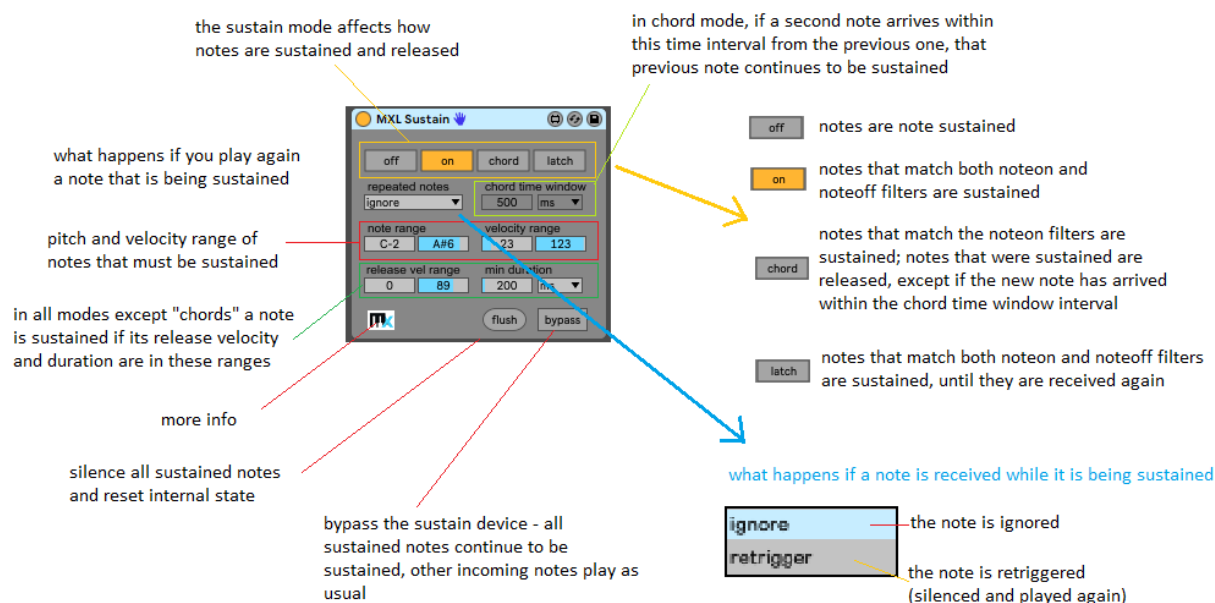 the sustain mode affects how
notes are sustained and released
in chord mode, if a second note arrives within
this time interval from the previous one, that
previous note continues to be sustained
MXL Sustain
off on chord latch
repeated notes chord time window
ignore 500 ms
note range velocity range
C-2 A#6 23 123
release vel range min duration
0 89 200 ms
mx flush bypass
what happens if you play again
a note that is being sustained
pitch and velocity range of
notes that must be sustained
in all modes except "chords" a note
is sustained if its release velocity
and duration are in these ranges
more info
silence all sustained notes
and reset internal state
bypass the sustain device - all
sustained notes continue to be
sustained, other incoming notes play as
usual
off notes are note sustained
on notes that match both noteon and
noteoff filters are sustained
chord notes that match the noteon filters are
sustained; notes that were sustained are
released, except if the new note has arrived
within the chord time window interval
latch notes that match both noteon and noteoff filters
are sustained, until they are received again
what happens if a note is received while it is being sustained
ignore the note is ignored
retrigger the note is retriggered
(silenced and played again)